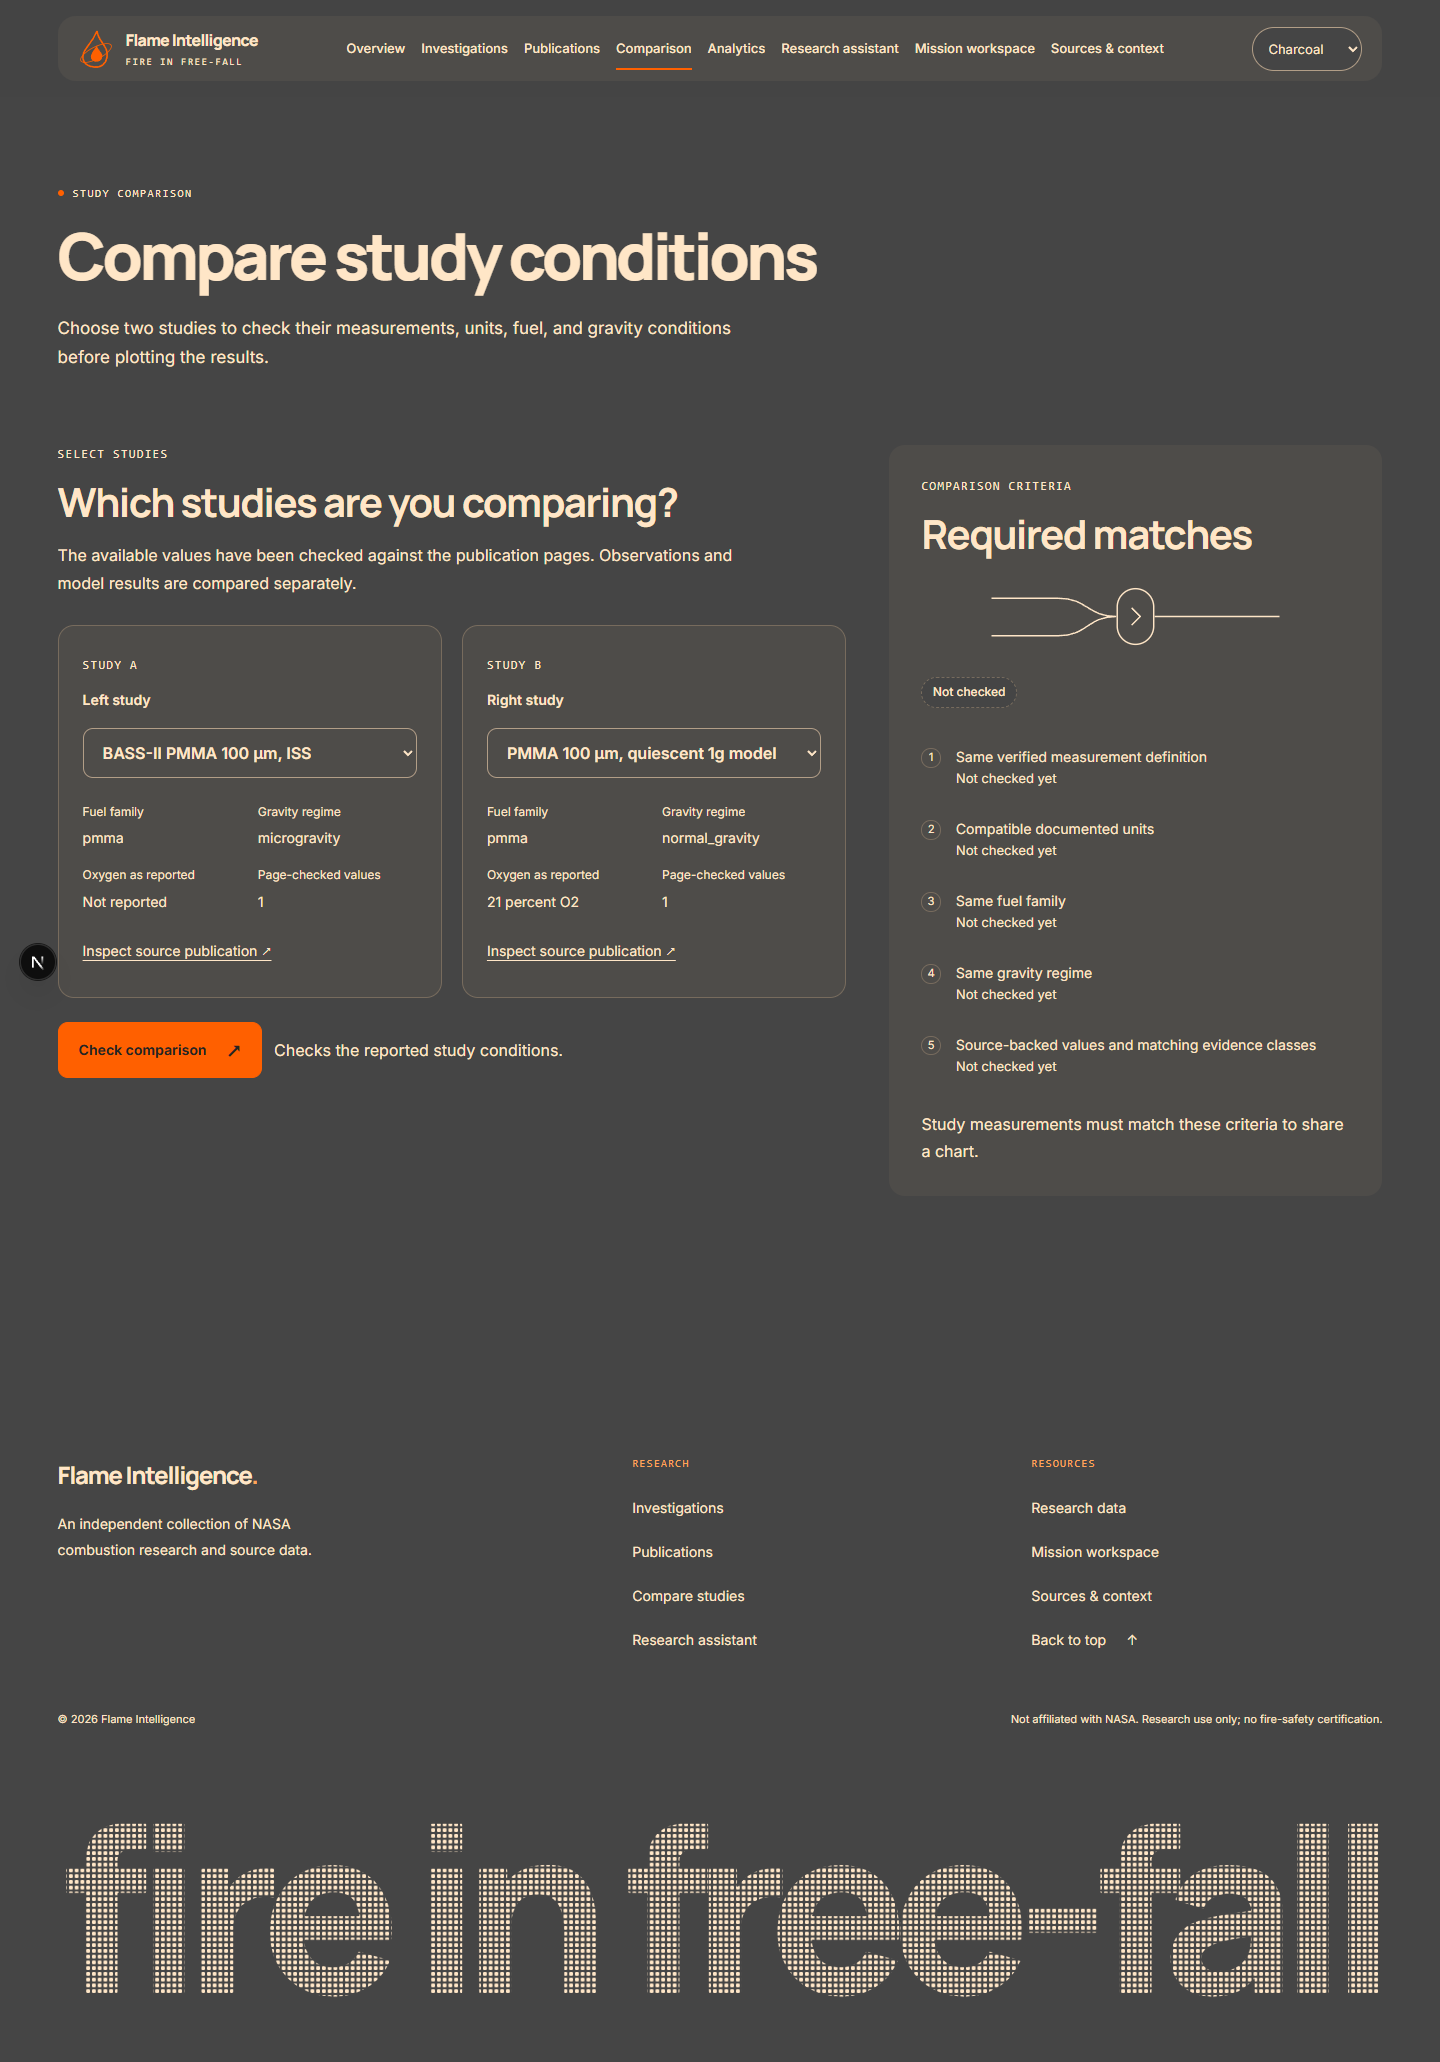 Flame Intelligence
FIRE IN FREE-FALL
Overview
Investigations
Publications
Comparison
Analytics
Research assistant
Mission workspace
Sources & context
Charcoal
STUDY COMPARISON
Compare study conditions
Choose two studies to check their measurements, units, fuel, and gravity conditions
before plotting the results.
SELECT STUDIES
Which studies are you comparing?
The available values have been checked against the publication pages. Observations and
model results are compared separately.
STUDY A
Left study
BASS-II PMMA 100 µm, ISS
Fuel family
pmma
Gravity regime
microgravity
Oxygen as reported
Not reported
Page-checked values
1
Inspect source publication ↗
STUDY B
Right study
PMMA 100 µm, quiescent 1g model
Fuel family
pmma
Gravity regime
normal_gravity
Oxygen as reported
21 percent O2
Page-checked values
1
Inspect source publication ↗
N
Check comparison ↗
Checks the reported study conditions.
COMPARISON CRITERIA
Required matches
Not checked
1 Same verified measurement definition
Not checked yet
2 Compatible documented units
Not checked yet
3 Same fuel family
Not checked yet
4 Same gravity regime
Not checked yet
5 Source-backed values and matching evidence classes
Not checked yet
Study measurements must match these criteria to share
a chart.
Flame Intelligence.
An independent collection of NASA
combustion research and source data.
RESEARCH
Investigations
Publications
Compare studies
Research assistant
RESOURCES
Research data
Mission workspace
Sources & context
Back to top ↑
© 2026 Flame Intelligence
Not affiliated with NASA. Research use only; no fire-safety certification.
fire in free-fall